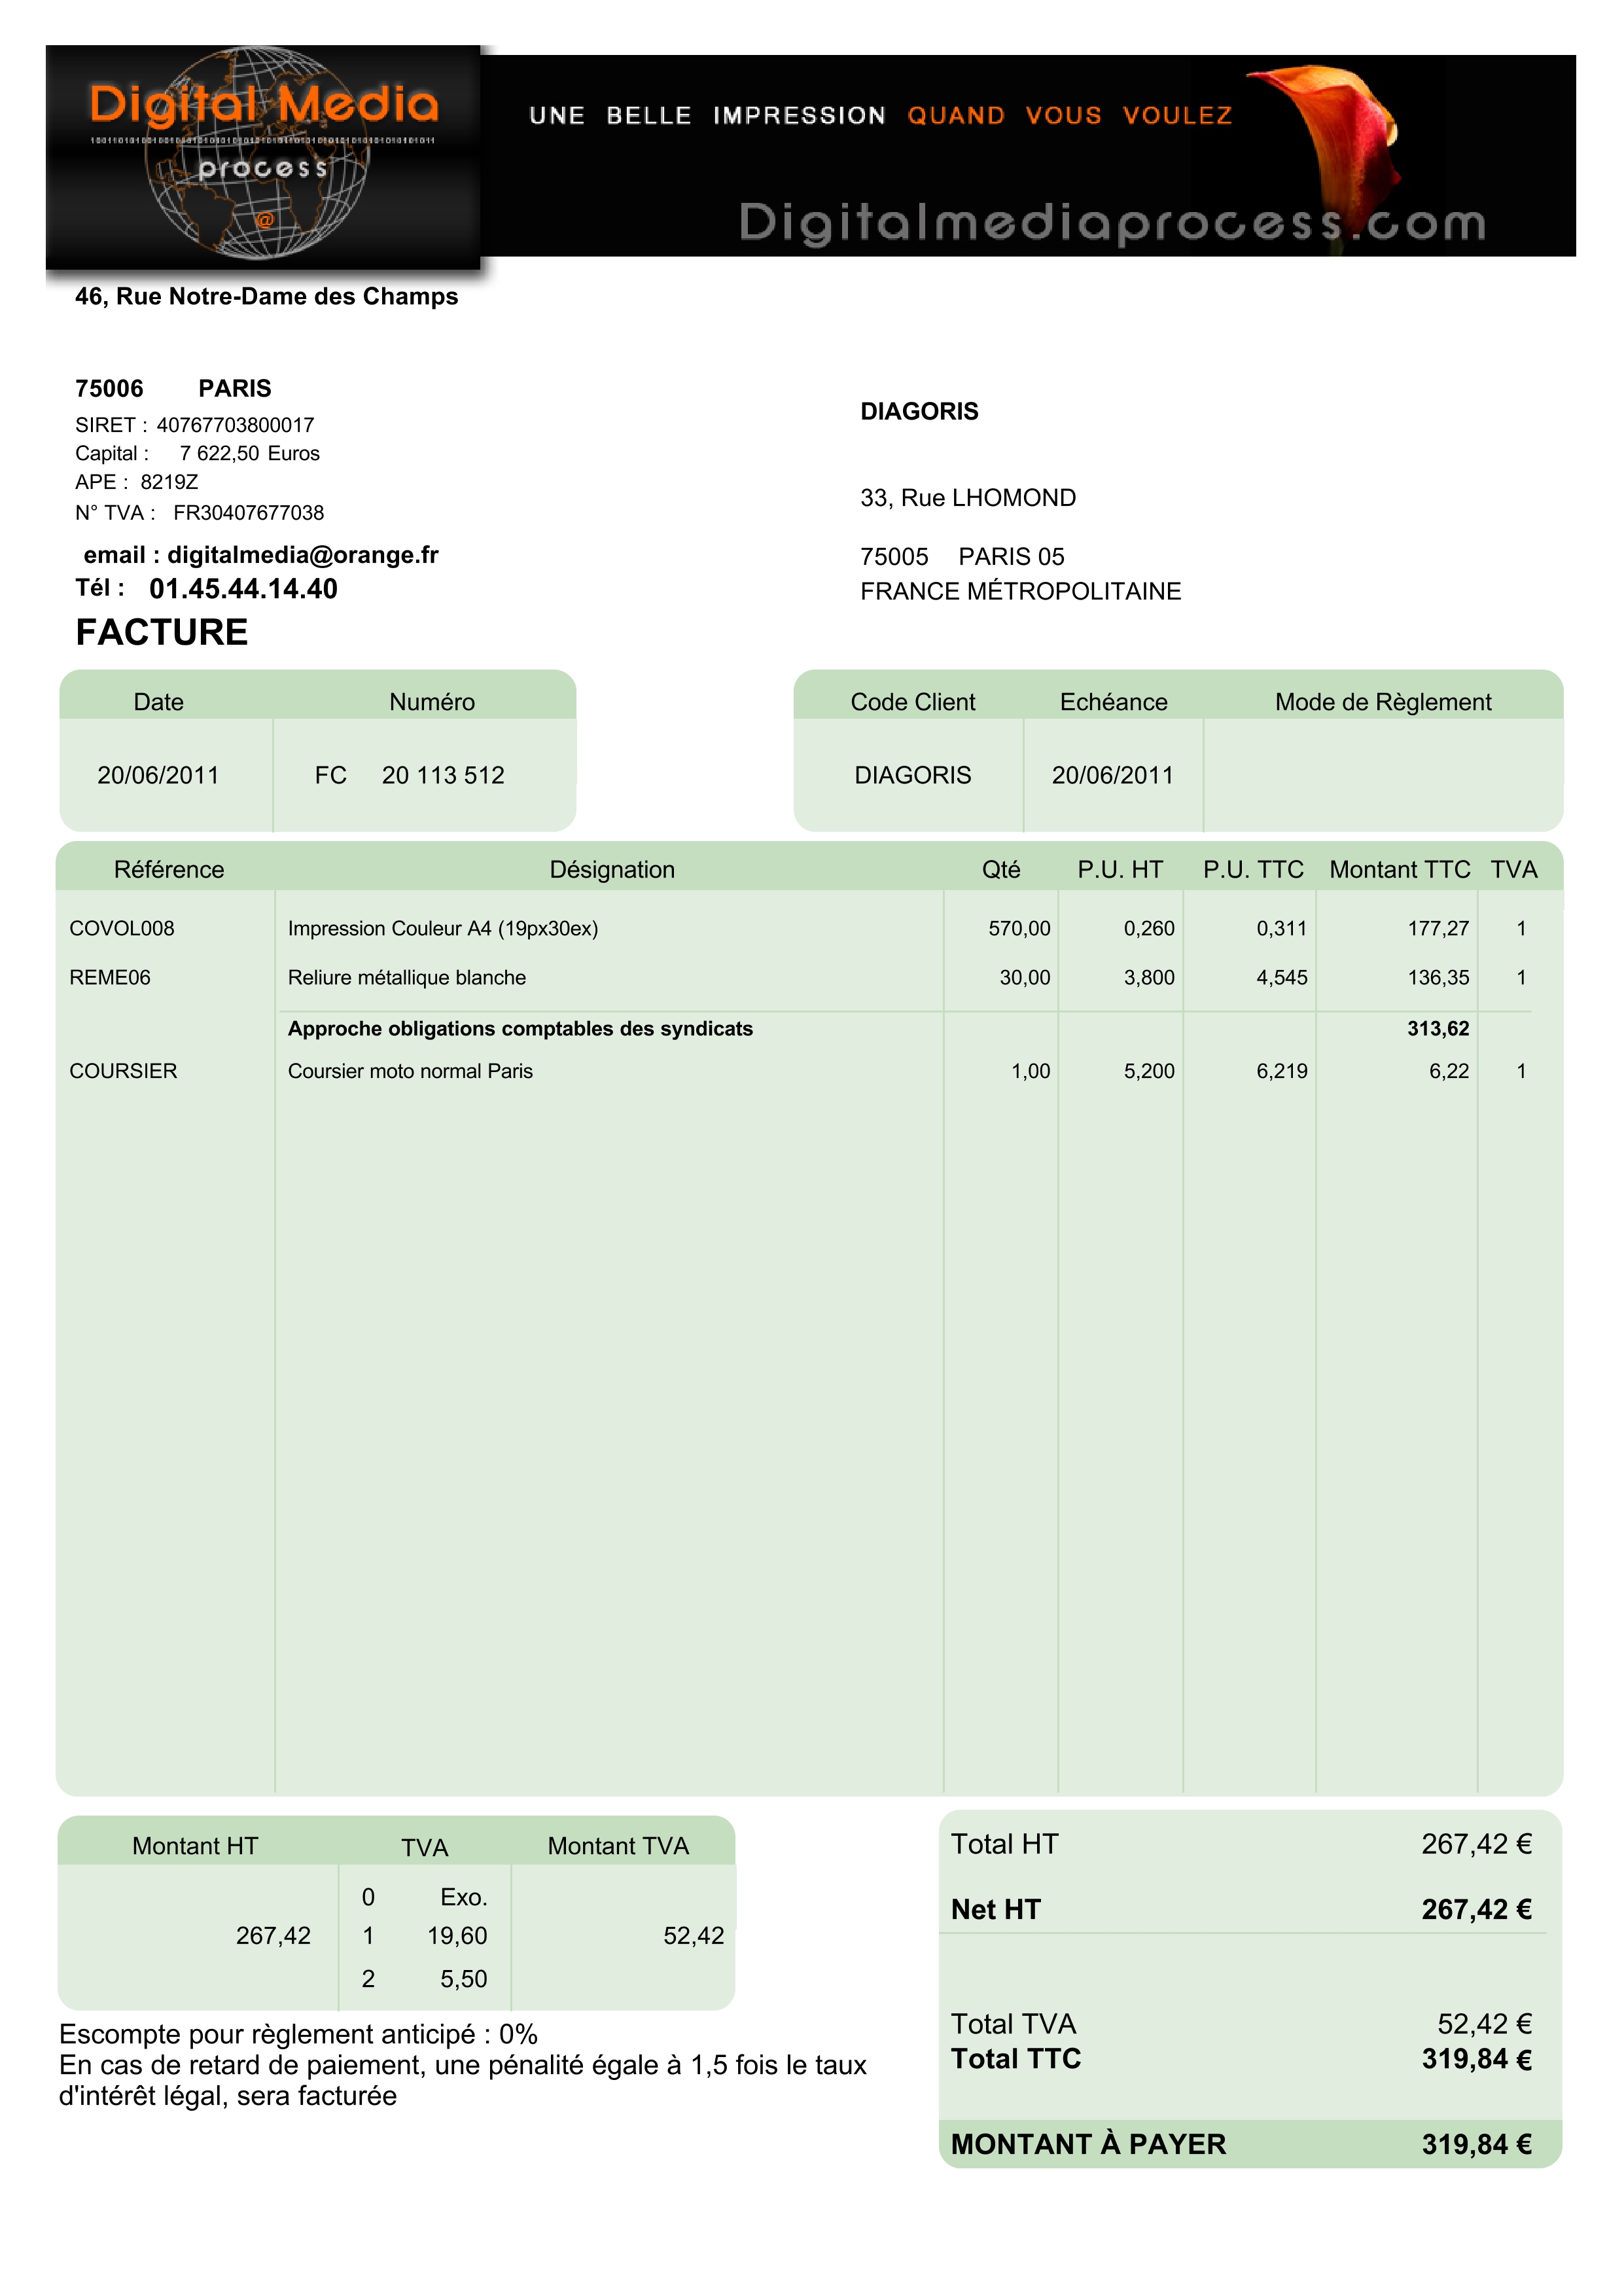 Digital Media
process
@
UNE BELLE IMPRESSION QUAND VOUS VOULEZ
Digitalmediaprocess.com
46, Rue Notre-Dame des Champs
75006 PARIS
SIRET : 40767703800017
Capital : 7 622,50 Euros
APE : 8219Z
N° TVA : FR30407677038
email : digitalmedia@orange.fr
Tél : 01.45.44.14.40
DIAGORIS
33, Rue LHOMOND
75005 PARIS 05
FRANCE MÉTROPOLITAINE
FACTURE
Date Numéro
20/06/2011 FC 20 113 512
Code Client Echéance Mode de Règlement
DIAGORIS 20/06/2011
Référence Désignation Qté P.U. HT P.U. TTC Montant TTC TVA
COVOL008 Impression Couleur A4 (19px30ex) 570,00 0,260 0,311 177,27 1
REME06 Reliure métallique blanche 30,00 3,800 4,545 136,35 1
Approche obligations comptables des syndicats 313,62
COURSIER Coursier moto normal Paris 1,00 5,200 6,219 6,22 1
Montant HT TVA Montant TVA
0 Exo.
267,42 1 19,60 52,42
2 5,50
Escompte pour règlement anticipé : 0%
En cas de retard de paiement, une pénalité égale à 1,5 fois le taux
d'intérêt légal, sera facturée
Total HT 267,42 €
Net HT 267,42 €
Total TVA 52,42 €
Total TTC 319,84 €
MONTANT À PAYER 319,84 €